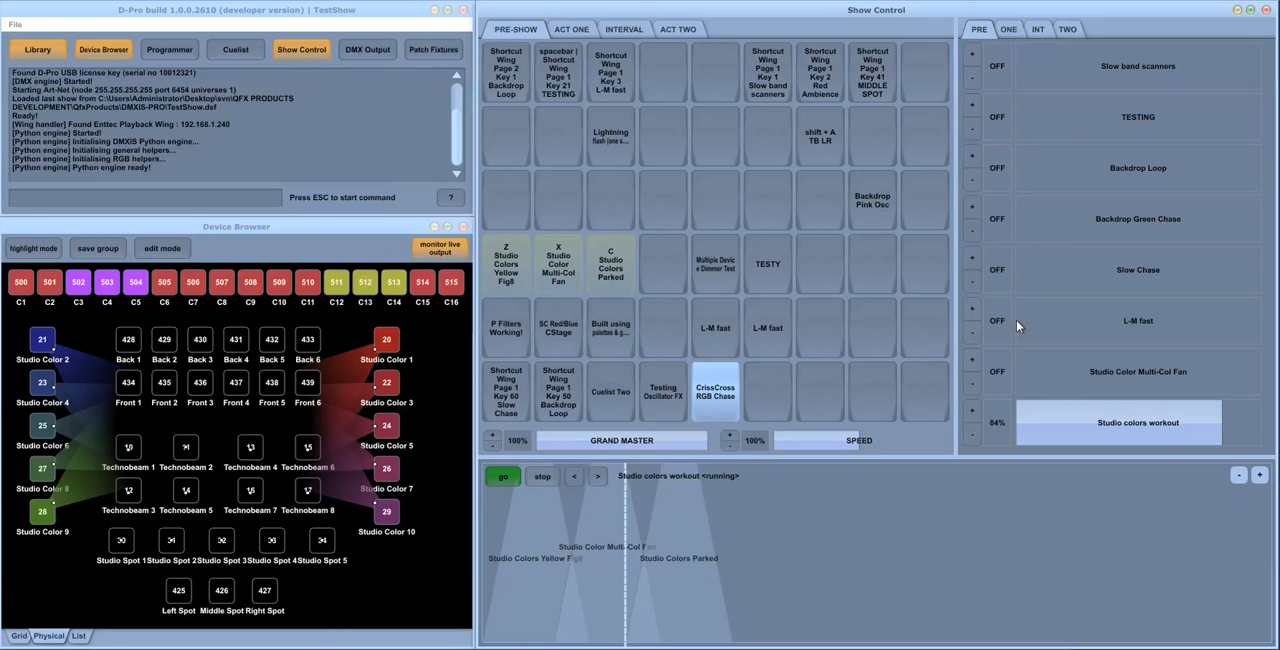 D-Pro build 1.0.0.2610 (developer version) | TestShow
File
Library
Device Browser
Programmer
Cuelist
Show Control
DMX Output
Patch Fixtures
Found D-Pro USB license key (serial no 10012321)
[DMX engine] Started!
Starting Art-Net (node 255.255.255.255 port 6454 universes 1)
Loaded last show from C:\Users\Administrator\Desktop\svn\QFX PRODUCTS
DEVELOPMENT\QfxProducts\DMXIS-PRO\TestShow.dsf
Ready!
[Wing handler] Found Enttec Playback Wing : 192.168.1.240
[Python engine] Started!
[Python engine] Initialising DMXIS Python engine...
[Python engine] Initialising general helpers...
[Python engine] Initialising RGB helpers...
[Python engine] Python engine ready!
Press ESC to start command
?
Device Browser
highlight mode
save group
edit mode
monitor live
output
500 501 502 503 504 505 506 507 508 509 510 511 512 513 514 515
C1 C2 C3 C4 C5 C6 C7 C8 C9 C10 C11 C12 C13 C14 C15 C16
21 428 429 430 431 432 433 20
Studio Color 2 Back 1 Back 2 Back 3 Back 4 Back 5 Back 6 Studio Color 1
23 434 435 436 437 438 439 22
Studio Color 4 Front 1 Front 2 Front 3 Front 4 Front 5 Front 6 Studio Color 3
25 24
Studio Color 6 Technobeam 1 Technobeam 2 Technobeam 4 Technobeam 6 Studio Color 5
27 26
Studio Color 8 Technobeam 3 Technobeam 5 Technobeam 7 Technobeam 8 Studio Color 7
28 29
Studio Color 9 Studio Color 10
Studio Spot 1 Studio Spot 2 Studio Spot 3 Studio Spot 4 Studio Spot 5
425 426 427
Left Spot Middle Spot Right Spot
Grid Physical List
Show Control
PRE-SHOW ACT ONE INTERVAL ACT TWO
Shortcut
Wing
Page 2
Key 1
Backdrop
Loop
spacebar |
Shortcut
Wing
Page 1
Key 21
TESTING
Shortcut
Wing
Page 1
Key 3
L-M fast
Shortcut
Wing
Page 1
Key 1
Slow band
scanners
Shortcut
Wing
Page 1
Key 2
Red
Ambience
Shortcut
Wing
Page 1
Key 41
MIDDLE
SPOT
Lightning
flash (one s...
shift + A
TB LR
Backdrop
Pink Osc
Z
Studio
Colors
Yellow
Fig8
X
Studio
Color
Multi-Col
Fan
C
Studio
Colors
Parked
Multiple Devic
e Dimmer Test
TESTY
P Filters
Working!
SC Red/Blue
CStage
Built using
palettes & g...
L-M fast
L-M fast
Shortcut
Wing
Page 1
Key 60
Slow
Chase
Shortcut
Wing
Page 1
Key 50
Backdrop
Loop
Cuelist Two
Testing
Oscillator FX
CrissCross
RGB Chase
+
-
100%
GRAND MASTER
+
-
100%
SPEED
PRE ONE INT TWO
+
-
OFF
Slow band scanners
+
-
OFF
TESTING
+
-
OFF
Backdrop Loop
+
-
OFF
Backdrop Green Chase
+
-
OFF
Slow Chase
+
-
OFF
L-M fast
+
-
OFF
Studio Color Multi-Col Fan
+
-
84%
Studio colors workout
go stop < > Studio colors workout <running> - +
Studio Color Multi-Col Fan
Studio Colors Yellow Fig8 Studio Colors Parked